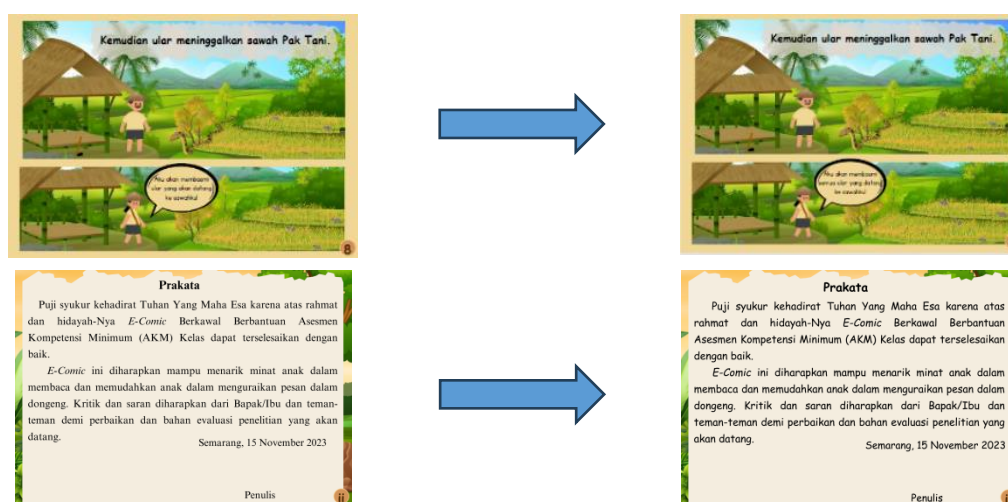 Kemudian ular meninggalkan sawah Pak Tani.
Aku akan membasmi
ular yang akan datang
ke sawahku!
8
Kemudian ular meninggalkan sawah Pak Tani.
Aku akan membasmi
semua ular yang datang
ke sawahku!
Prakata
Puji syukur kehadirat Tuhan Yang Maha Esa karena atas rahmat
dan hidayah-Nya E-Comic Berkawal Berbantuan Asesmen
Kompetensi Minimum (AKM) Kelas dapat terselesaikan dengan
baik.
E-Comic ini diharapkan mampu menarik minat anak dalam
membaca dan memudahkan anak dalam menguraikan pesan dalam
dongeng. Kritik dan saran diharapkan dari Bapak/Ibu dan teman-
teman demi perbaikan dan bahan evaluasi penelitian yang akan
datang.
Semarang, 15 November 2023
Penulis
ii
Prakata
Puji syukur kehadirat Tuhan Yang Maha Esa karena atas
rahmat dan hidayah-Nya E-Comic Berkawal Berbantuan
Asesmen Kompetensi Minimum (AKM) Kelas dapat terselesaikan
dengan baik.
E-Comic ini diharapkan mampu menarik minat anak dalam
membaca dan memudahkan anak dalam menguraikan pesan dalam
dongeng. Kritik dan saran diharapkan dari Bapak/Ibu dan
teman-teman demi perbaikan dan bahan evaluasi penelitian yang
akan datang.
Semarang, 15 November 2023
Penulis